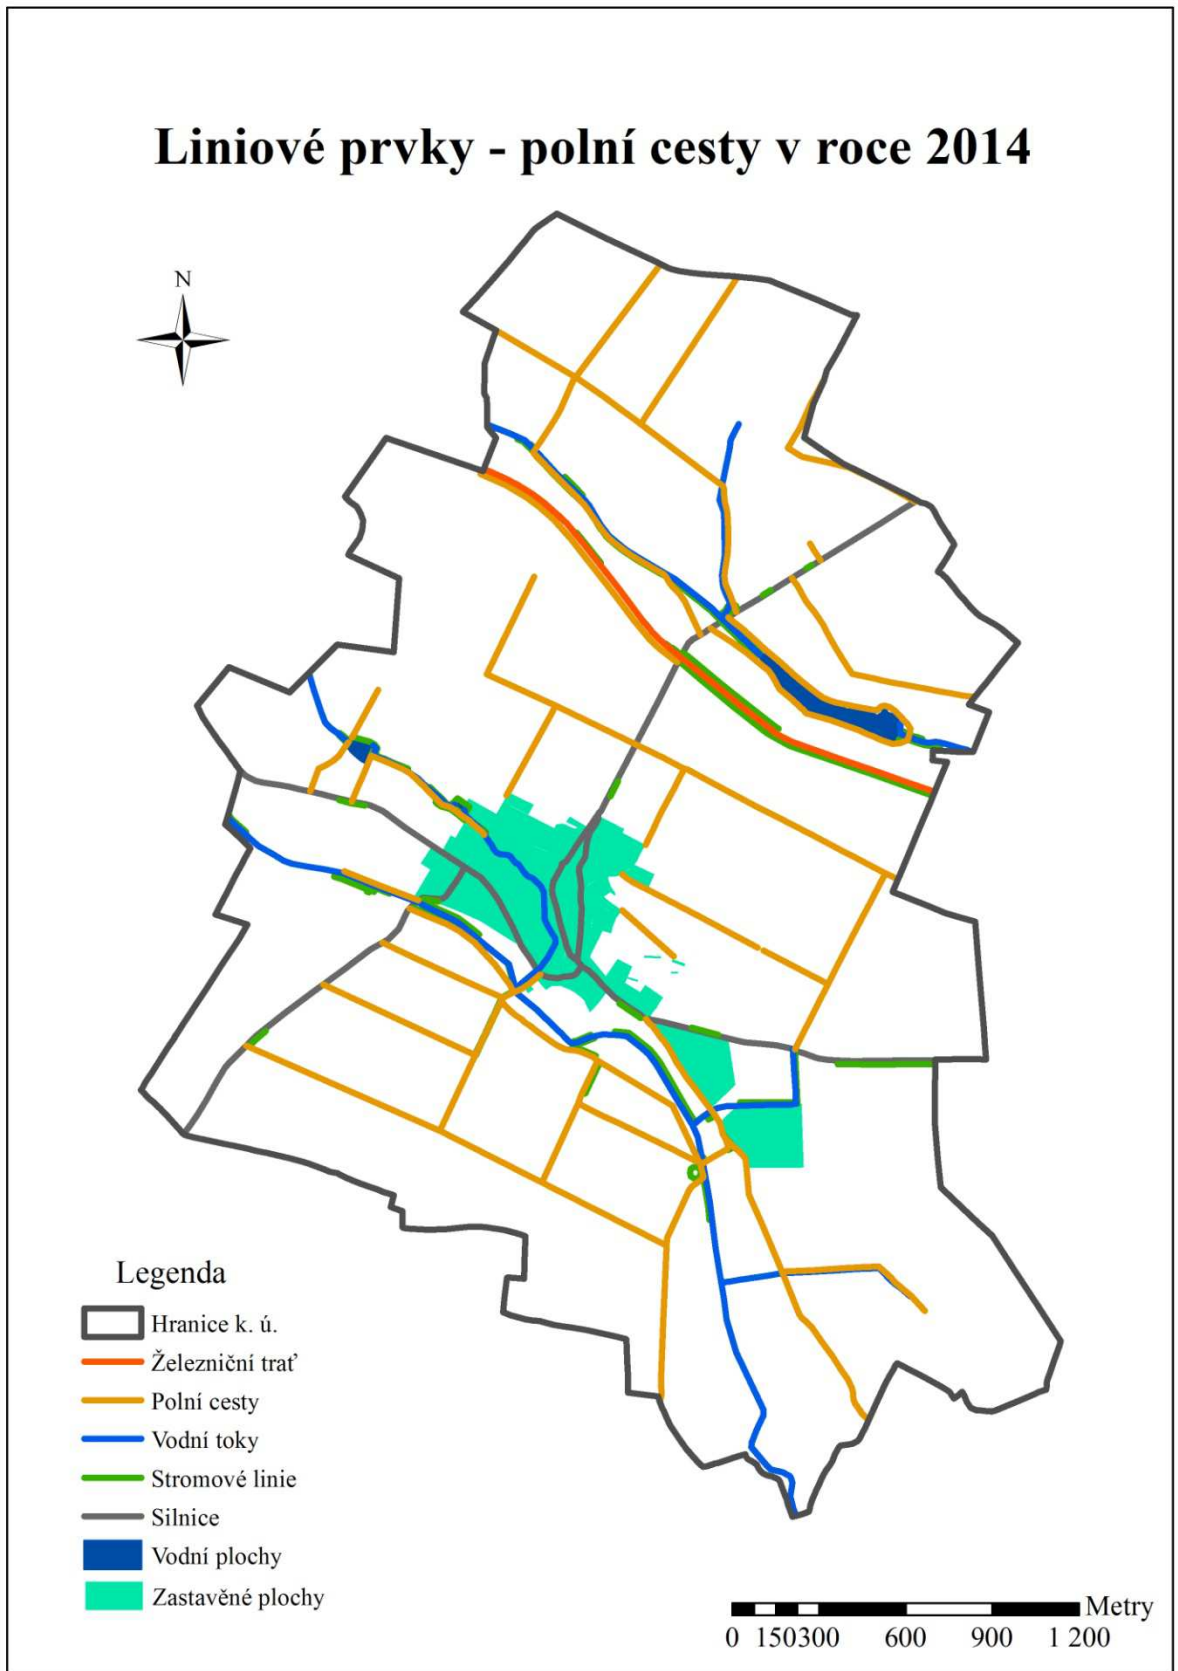 Liniové prvky - polní cesty v roce 2014
N
Legenda
Hranice k. ú.
Železniční trať
Polní cesty
Vodní toky
Stromové linie
Silnice
Vodní plochy
Zastavěné plochy
Metry
0 150300 600 900 1 200